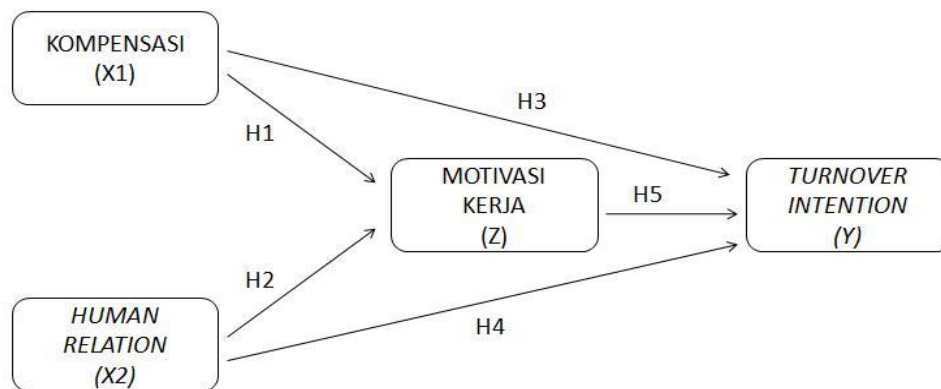 KOMPENSASI
(X1)
H3
H1
MOTIVASI
KERJA
(Z)
H5
TURNOVER
INTENTION
(Y)
H2
HUMAN
RELATION
(X2)
H4